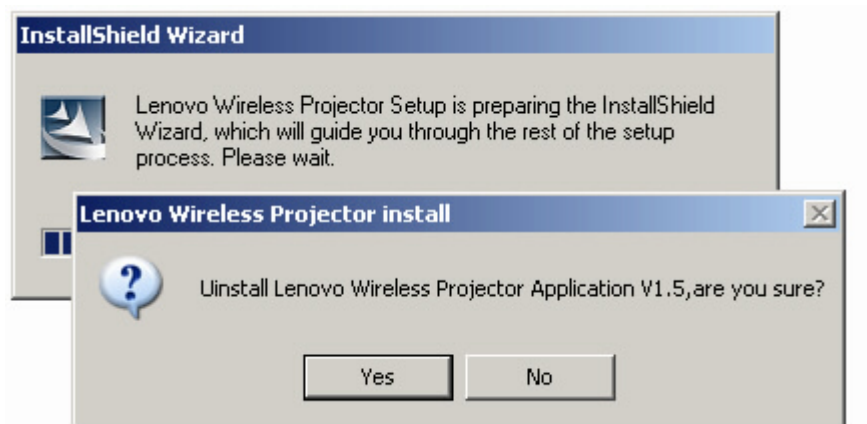 InstallShield Wizard
Lenovo Wireless Projector Setup is preparing the InstallShield
Wizard, which will guide you through the rest of the setup
process. Please wait.
Lenovo Wireless Projector install
Uinstall Lenovo Wireless Projector Application V1.5,are you sure?
Yes
No